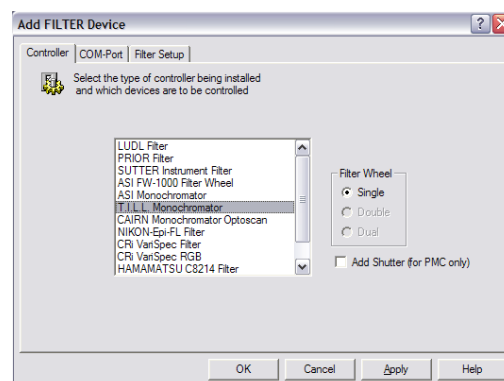 Add FILTER Device
Controller COM-Port Filter Setup
Select the type of controller being installed
and which devices are to be controlled
LUDL Filter
PRIOR Filter
SUTTER Instrument Filter
ASI FW-1000 Filter Wheel
ASI Monochromator
T.I.L.L. Monochromator
CAIRN Monochromator Optoscan
NIKON-Epi-FL Filter
CRi VariSpec Filter
CRi VariSpec RGB
HAMAMATSU C8214 Filter
Filter Wheel
Single
Double
Dual
Add Shutter (for PMC only)
OK Cancel Apply Help